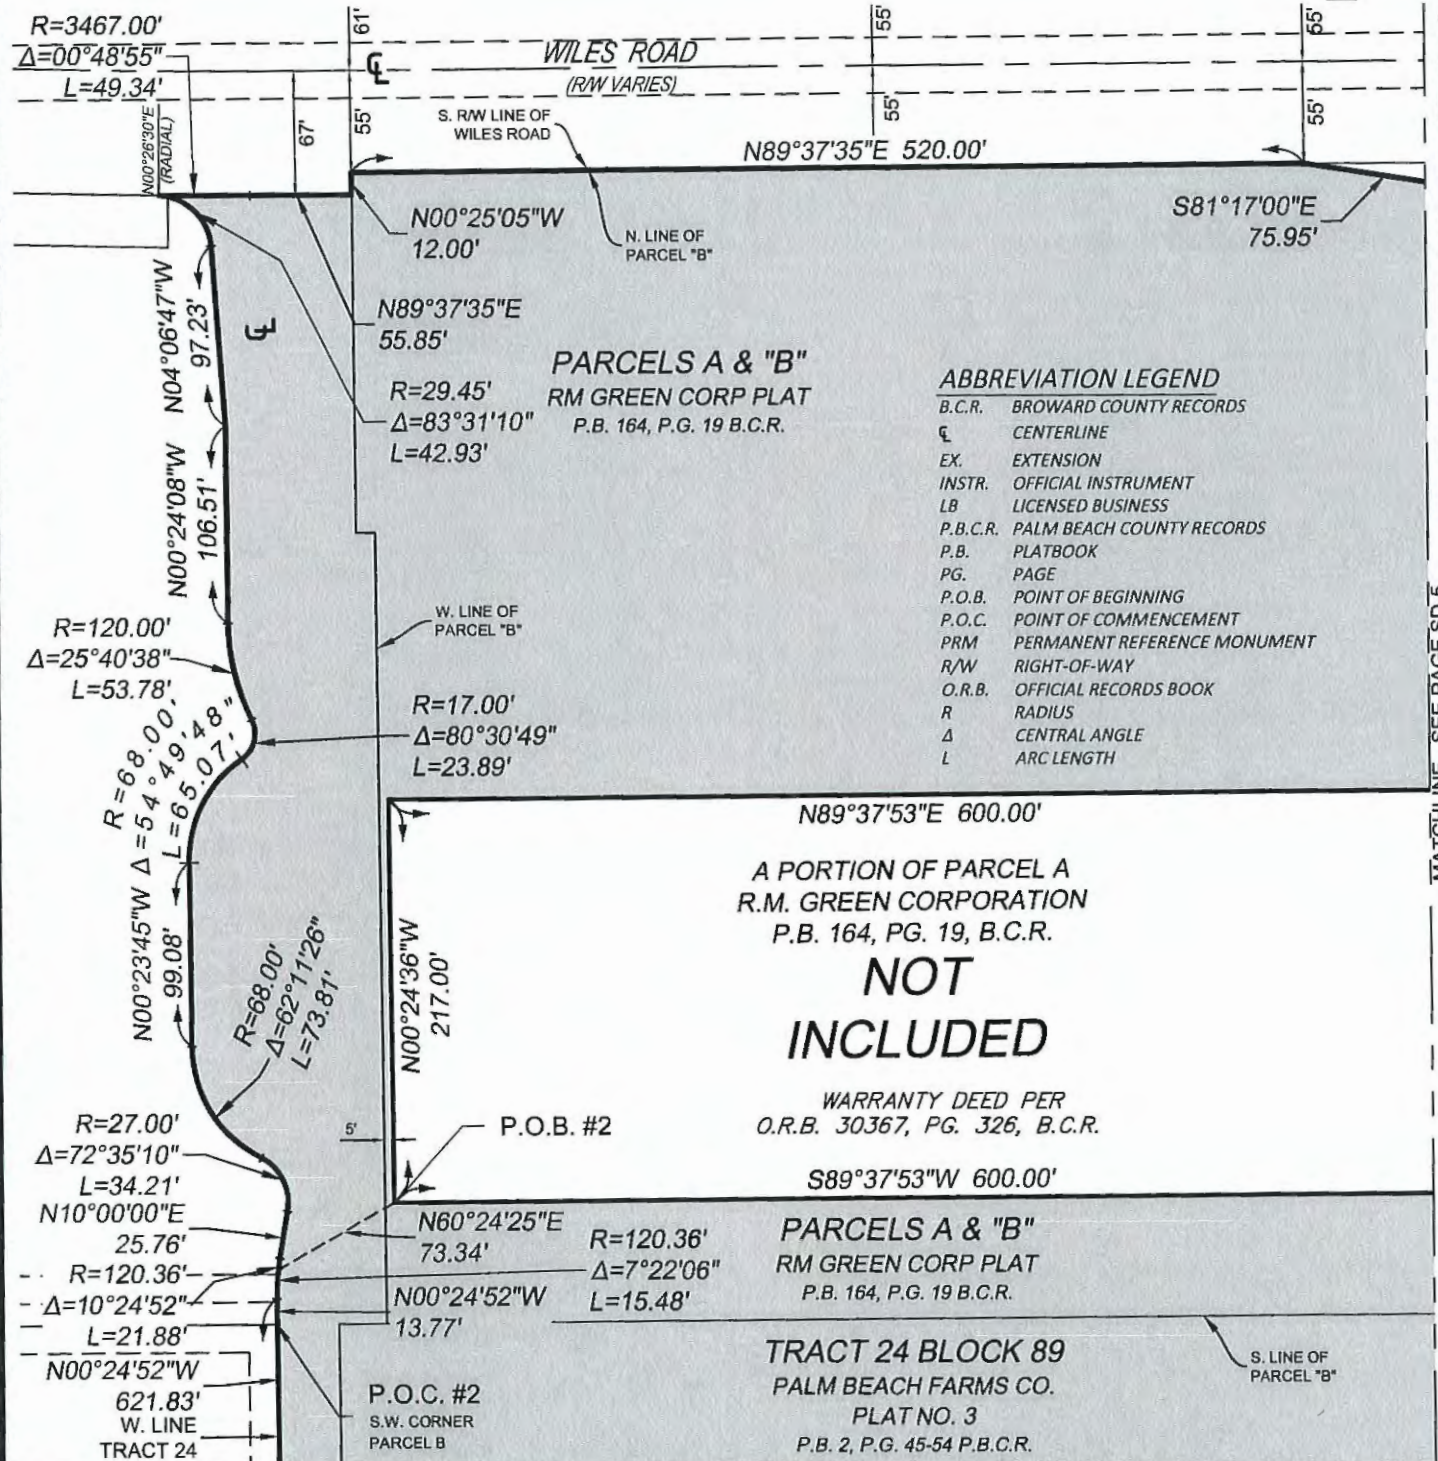 R=3467.00'
Δ=00°48'55"
L=49.34'
N00°26'30"E
(RADIAL)
67'
61'
55'
℄
WILES ROAD
(R/W VARIES)
55'
55'
55'
55'
S. R/W LINE OF
WILES ROAD
N89°37'35"E 520.00'
N00°25'05"W
12.00'
N. LINE OF
PARCEL "B"
S81°17'00"E
75.95'
N89°37'35"E
55.85'
N04°06'47"W
97.23'
℄
R=29.45'
Δ=83°31'10"
L=42.93'
PARCELS A & "B"
RM GREEN CORP PLAT
P.B. 164, P.G. 19 B.C.R.
ABBREVIATION LEGEND
B.C.R. BROWARD COUNTY RECORDS
℄ CENTERLINE
EX. EXTENSION
INSTR. OFFICIAL INSTRUMENT
LB LICENSED BUSINESS
P.B.C.R. PALM BEACH COUNTY RECORDS
P.B. PLATBOOK
PG. PAGE
P.O.B. POINT OF BEGINNING
P.O.C. POINT OF COMMENCEMENT
PRM PERMANENT REFERENCE MONUMENT
R/W RIGHT-OF-WAY
O.R.B. OFFICIAL RECORDS BOOK
R RADIUS
Δ CENTRAL ANGLE
L ARC LENGTH
N00°24'08"W
106.51'
W. LINE OF
PARCEL "B"
R=120.00'
Δ=25°40'38"
L=53.78'
R=17.00'
Δ=80°30'49"
L=23.89'
R=68.00'
Δ=54°49'48"
L=65.07'
MATCHLINE - SEE PAGE SD-5
N89°37'53"E 600.00'
A PORTION OF PARCEL A
R.M. GREEN CORPORATION
P.B. 164, PG. 19, B.C.R.
NOT
INCLUDED
WARRANTY DEED PER
O.R.B. 30367, PG. 326, B.C.R.
S89°37'53"W 600.00'
N00°24'36"W
217.00'
N00°23'45"W
99.08'
R=68.00'
Δ=62°11'26"
L=73.81'
5'
P.O.B. #2
R=27.00'
Δ=72°35'10"
L=34.21'
N10°00'00"E
25.76'
R=120.36'
Δ=10°24'52"
L=21.88'
N00°24'52"W
621.83'
W. LINE
TRACT 24
N60°24'25"E
73.34'
R=120.36'
Δ=7°22'06"
L=15.48'
N00°24'52"W
13.77'
PARCELS A & "B"
RM GREEN CORP PLAT
P.B. 164, P.G. 19 B.C.R.
P.O.C. #2
S.W. CORNER
PARCEL B
TRACT 24 BLOCK 89
PALM BEACH FARMS CO.
PLAT NO. 3
P.B. 2, P.G. 45-54 P.B.C.R.
S. LINE OF
PARCEL "B"